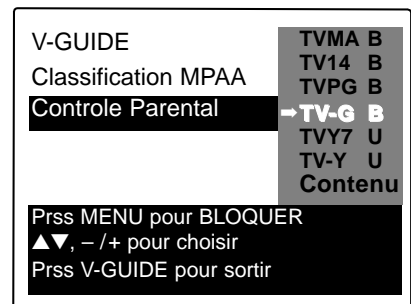 V-GUIDE
Classification MPAA
Controle Parental
TVMA B
TV14 B
TVPG B
➡TV-G B
TVY7 U
TV-Y U
Contenu
Prss MENU pour BLOQUER
▲▼, – /+ pour choisir
Prss V-GUIDE pour sortir